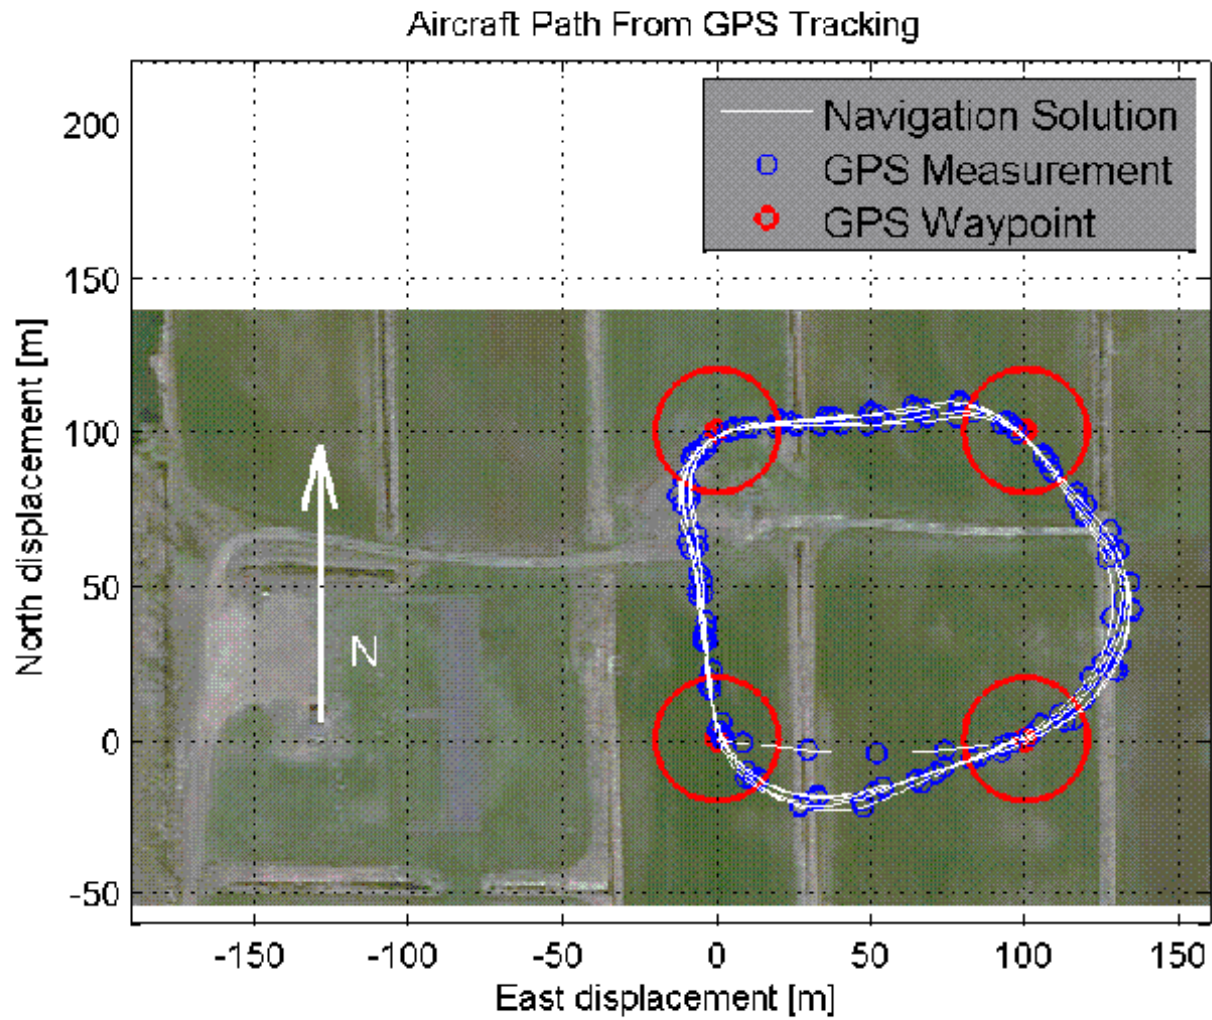 Aircraft Path From GPS Tracking
Navigation Solution
GPS Measurement
GPS Waypoint
200
150
100
50
0
-50
North displacement [m]
N
-150 -100 -50 0 50 100 150
East displacement [m]